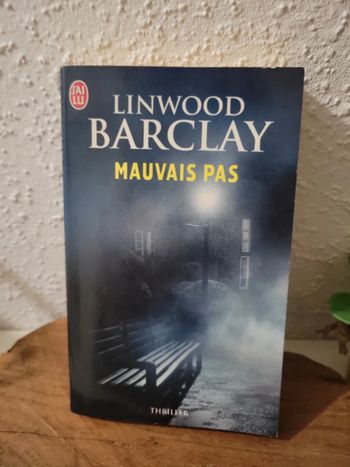 J'AI
LU
LINWOOD
BARCLAY
MAUVAIS PAS
THRILLER